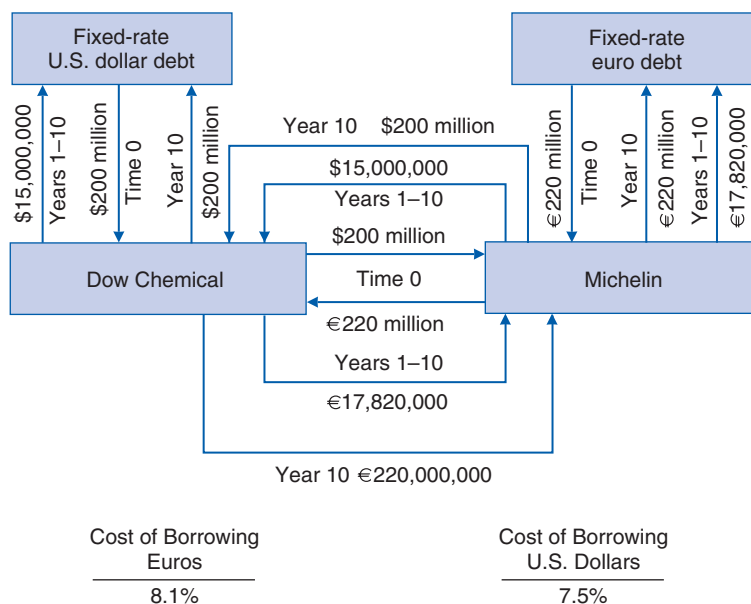 Fixed-rate
U.S. dollar debt
Fixed-rate
euro debt
$15,000,000
Years 1–10
$200 million
Time 0
Year 10
$200 million
Year 10 $200 million
$15,000,000
Years 1–10
$200 million
Time 0
€220 million
Years 1–10
€17,820,000
Year 10 €220,000,000
€220 million
Time 0
Year 10
€220 million
Years 1–10
€17,820,000
Dow Chemical
Michelin
Cost of Borrowing
Euros
8.1%
Cost of Borrowing
U.S. Dollars
7.5%